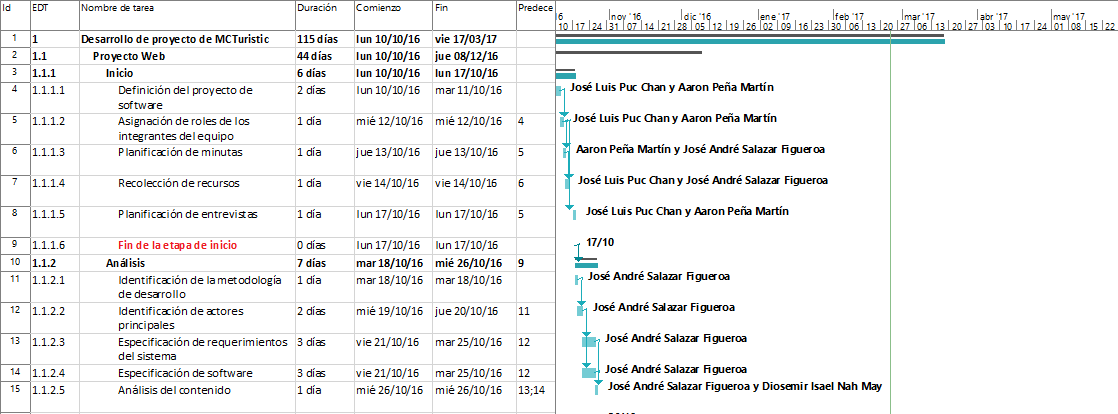 Id EDT Nombre de tarea Duración Comienzo Fin Predece
6 nov '16 dic '16 ene '17 feb '17 mar '17 abr '17 may '17
10 17 24 31 07 14 21 28 05 12 19 26 02 09 16 23 30 06 13 20 27 06 13 20 27 03 10 17 24 01 08 15 22
1 1 Desarrollo de proyecto de MCTuristic 115 días lun 10/10/16 vie 17/03/17
2 1.1 Proyecto Web 44 días lun 10/10/16 jue 08/12/16
3 1.1.1 Inicio 6 días lun 10/10/16 lun 17/10/16
4 1.1.1.1 Definición del proyecto de 2 días lun 10/10/16 mar 11/10/16 José Luis Puc Chan y Aaron Peña Martín
software
5 1.1.1.2 Asignación de roles de los 1 día mié 12/10/16 mié 12/10/16 4 José Luis Puc Chan y Aaron Peña Martín
integrantes del equipo
6 1.1.1.3 Planificación de minutas 1 día jue 13/10/16 jue 13/10/16 5 Aaron Peña Martín y José André Salazar Figueroa
7 1.1.1.4 Recolección de recursos 1 día vie 14/10/16 vie 14/10/16 6 José Luis Puc Chan y José André Salazar Figueroa
8 1.1.1.5 Planificación de entrevistas 1 día lun 17/10/16 lun 17/10/16 5 José Luis Puc Chan y Aaron Peña Martín
9 1.1.1.6 Fin de la etapa de inicio 0 días lun 17/10/16 lun 17/10/16 17/10
10 1.1.2 Análisis 7 días mar 18/10/16 mié 26/10/16 9
11 1.1.2.1 Identificación de la metodología 1 día mar 18/10/16 mar 18/10/16 José André Salazar Figueroa
de desarrollo
12 1.1.2.2 Identificación de actores 2 días mié 19/10/16 jue 20/10/16 11 José André Salazar Figueroa
principales
13 1.1.2.3 Especificación de requerimientos 3 días vie 21/10/16 mar 25/10/16 12 José André Salazar Figueroa
del sistema
14 1.1.2.4 Especificación de software 3 días vie 21/10/16 mar 25/10/16 12 José André Salazar Figueroa
15 1.1.2.5 Análisis del contenido 1 día mié 26/10/16 mié 26/10/16 13;14 José André Salazar Figueroa y Diosemir Isael Nah May